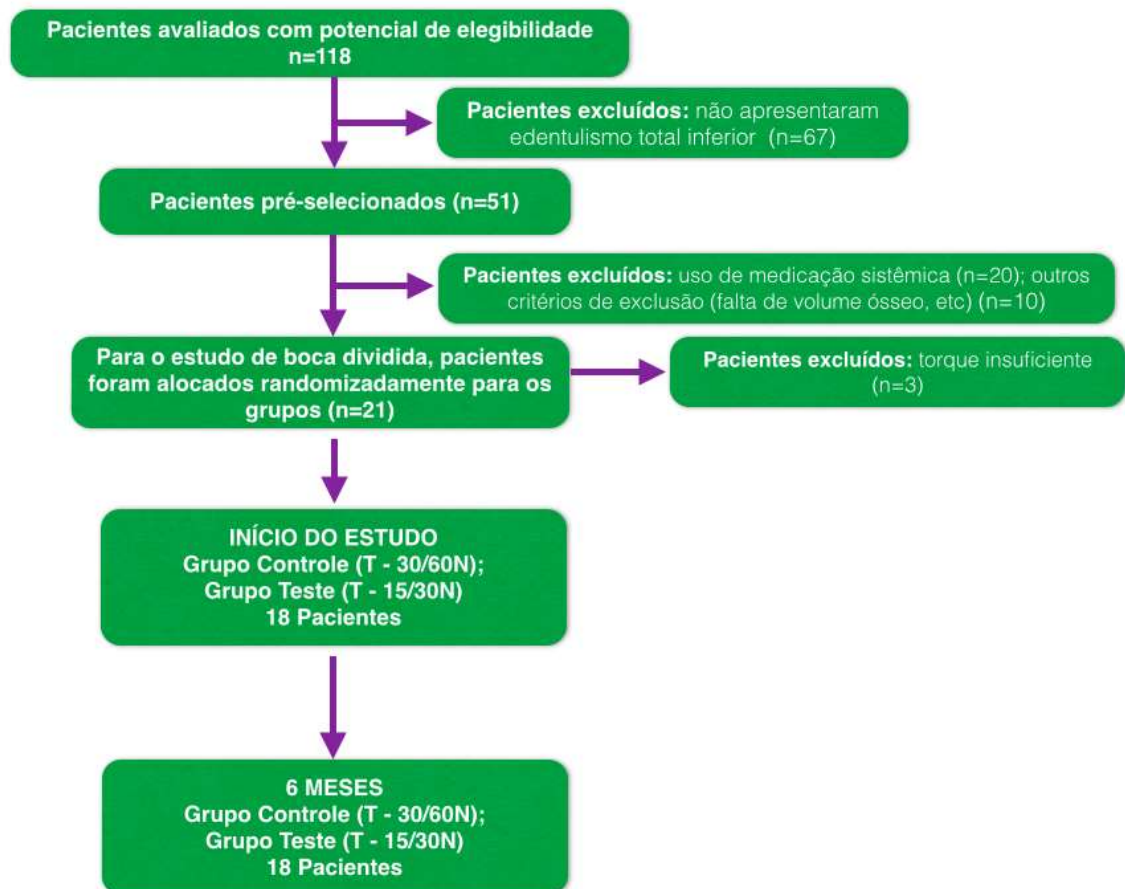 Pacientes avaliados com potencial de elegibilidade
n=118
Pacientes excluídos: não apresentaram
edentulismo total inferior (n=67)
Pacientes pré-selecionados (n=51)
Pacientes excluídos: uso de medicação sistêmica (n=20); outros
critérios de exclusão (falta de volume ósseo, etc) (n=10)
Para o estudo de boca dividida, pacientes
foram alocados randomizadamente para os
grupos (n=21)
Pacientes excluídos: torque insuficiente
(n=3)
INÍCIO DO ESTUDO
Grupo Controle (T - 30/60N);
Grupo Teste (T - 15/30N)
18 Pacientes
6 MESES
Grupo Controle (T - 30/60N);
Grupo Teste (T - 15/30N)
18 Pacientes